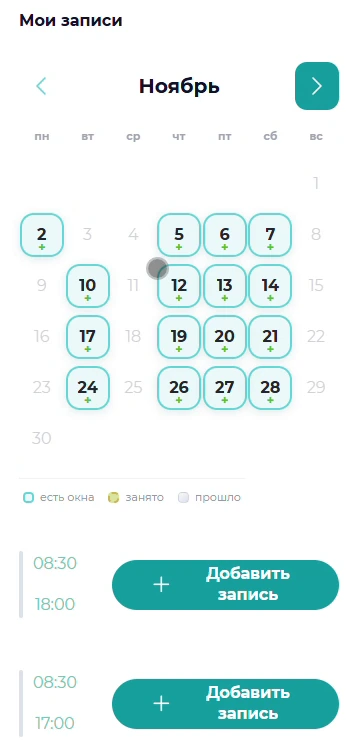 Мои записи
Ноябрь
пн вт ср чт пт сб вс
1
2 3 4 5 6 7 8
+ + + +
9 10 11 12 13 14 15
+ + + +
16 17 18 19 20 21 22
+ + + +
23 24 25 26 27 28 29
+ + + +
30
есть окна занято прошло
08:30
18:00
+ Добавить
запись
08:30
17:00
+ Добавить
запись